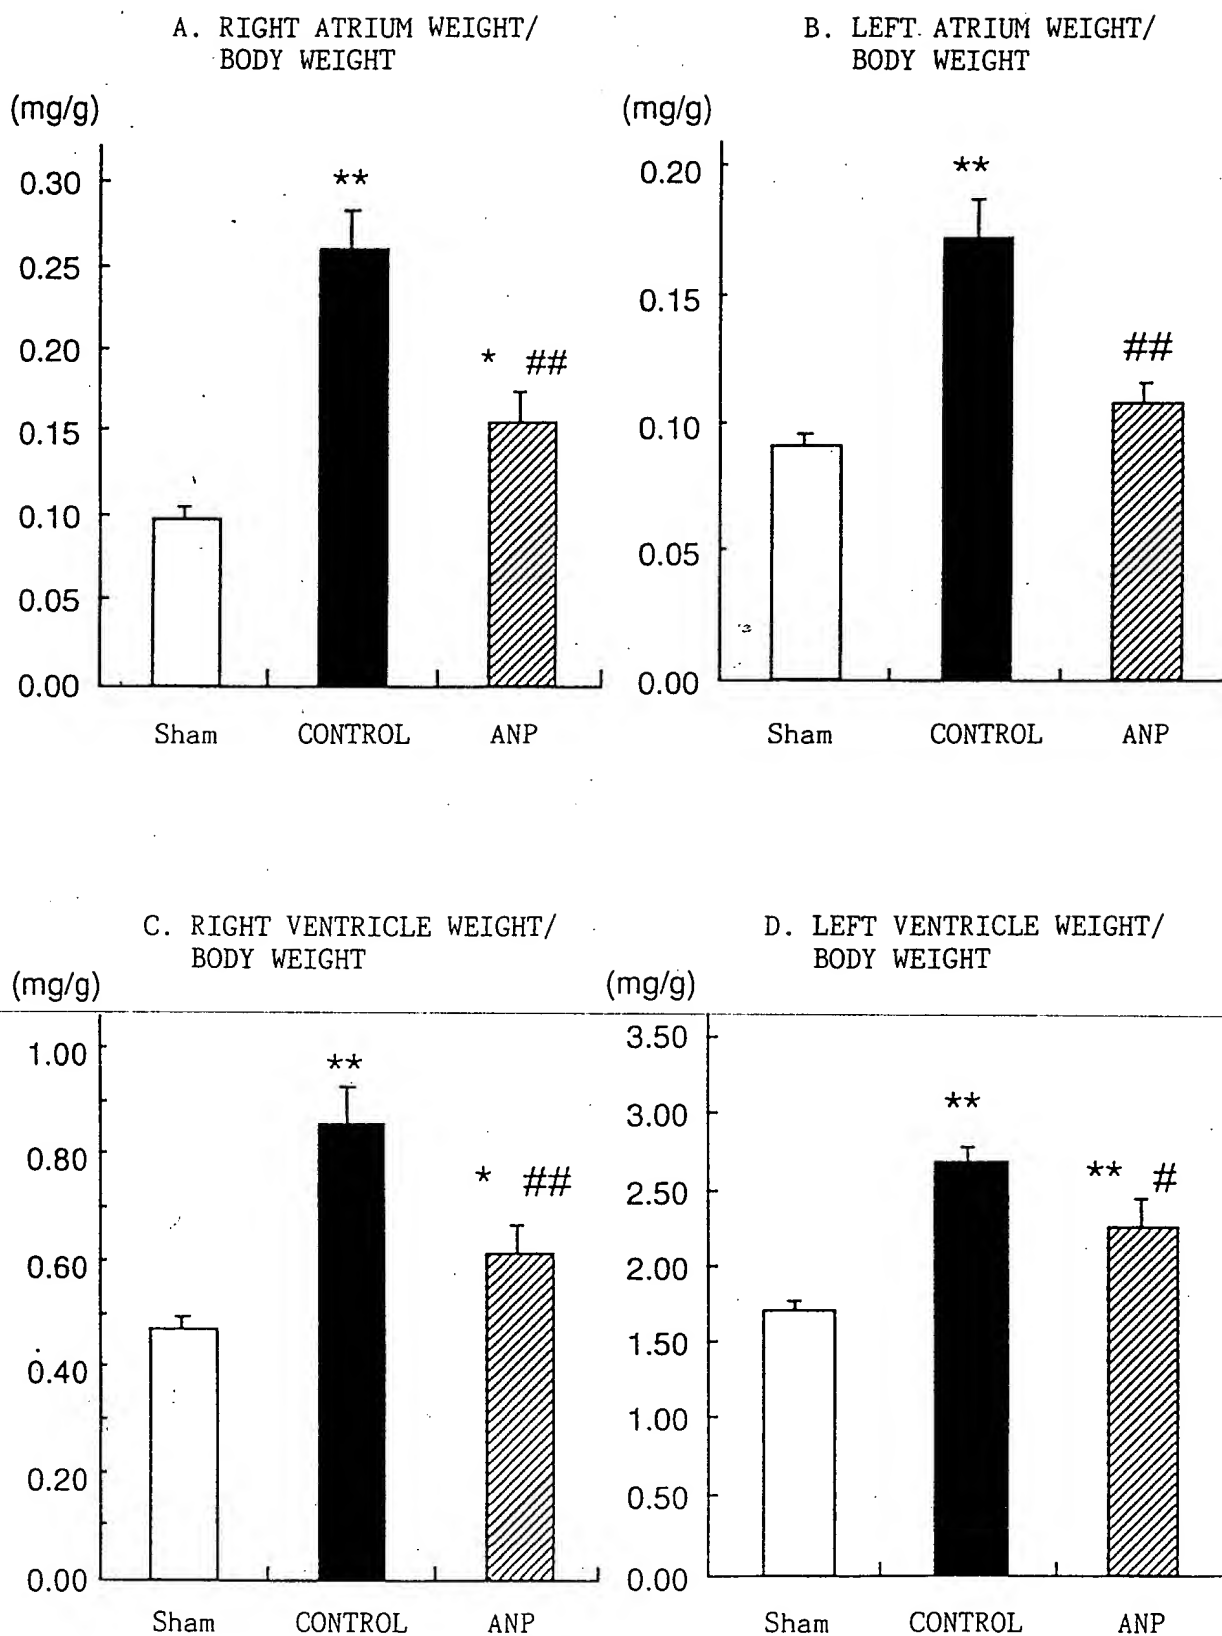 A. RIGHT ATRIUM WEIGHT/
BODY WEIGHT
(mg/g)
0.30
0.25
0.20
0.15
0.10
0.05
0.00
**
* ##
Sham CONTROL ANP
B. LEFT ATRIUM WEIGHT/
BODY WEIGHT
(mg/g)
0.20
0.15
0.10
0.05
0.00
**
##
Sham CONTROL ANP
C. RIGHT VENTRICLE WEIGHT/
BODY WEIGHT
(mg/g)
1.00
0.80
0.60
0.40
0.20
0.00
**
* ##
Sham CONTROL ANP
D. LEFT VENTRICLE WEIGHT/
BODY WEIGHT
(mg/g)
3.50
3.00
2.50
2.00
1.50
1.00
0.50
0.00
**
** #
Sham CONTROL ANP